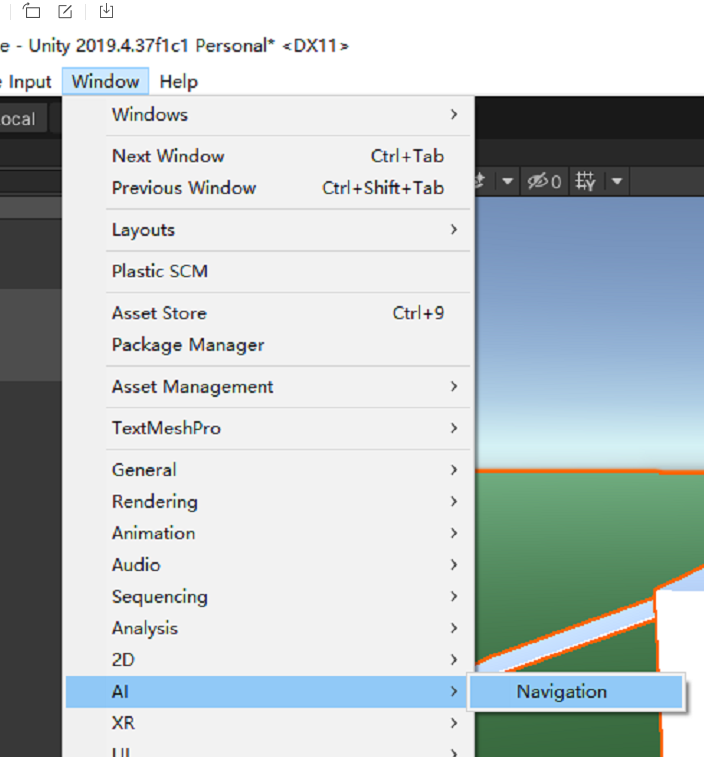 e - Unity 2019.4.37f1c1 Personal* <DX11>
e Input Window Help
ocal
Windows
Next Window Ctrl+Tab
Previous Window Ctrl+Shift+Tab
0
Layouts
Plastic SCM
Asset Store Ctrl+9
Package Manager
Asset Management
TextMeshPro
General
Rendering
Animation
Audio
Sequencing
Analysis
2D
AI
Navigation
XR
UI